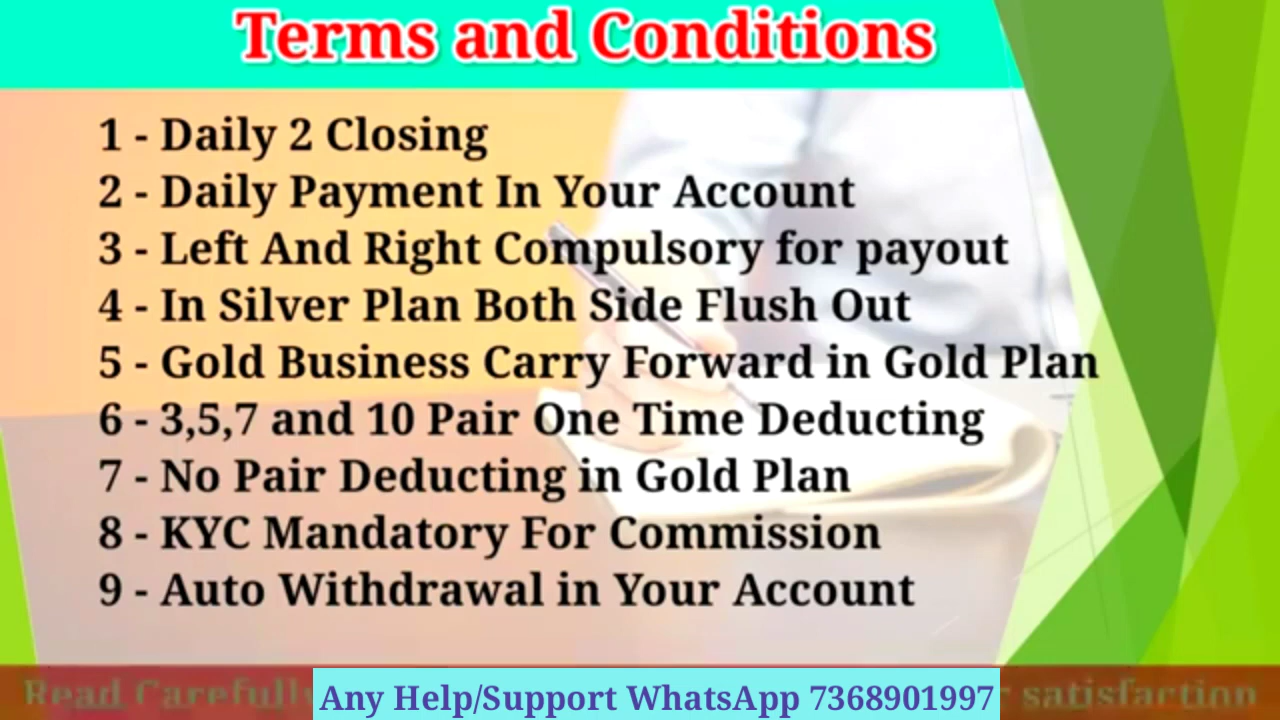 Terms and Conditions
1 - Daily 2 Closing
2 - Daily Payment In Your Account
3 - Left And Right Compulsory for payout
4 - In Silver Plan Both Side Flush Out
5 - Gold Business Carry Forward in Gold Plan
6 - 3,5,7 and 10 Pair One Time Deducting
7 - No Pair Deducting in Gold Plan
8 - KYC Mandatory For Commission
9 - Auto Withdrawal in Your Account
Read Carefully satisfaction
Any Help/Support WhatsApp 7368901997